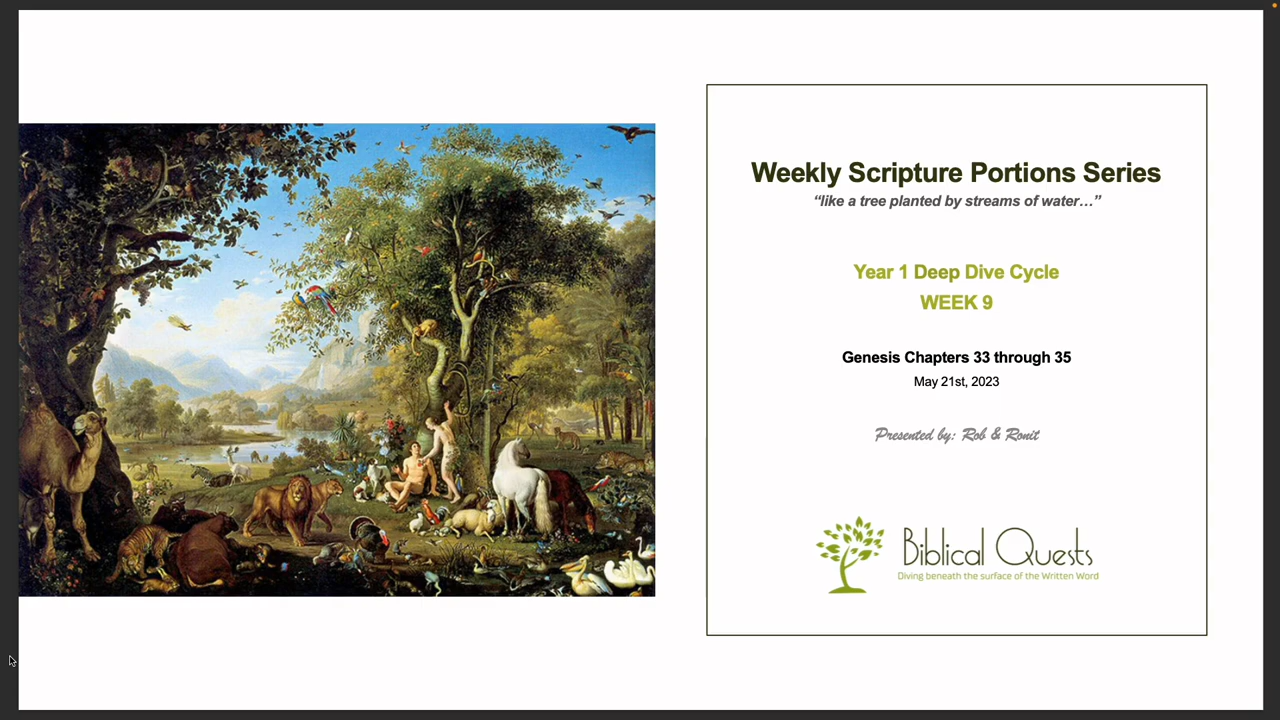 Weekly Scripture Portions Series
“like a tree planted by streams of water…”
Year 1 Deep Dive Cycle
WEEK 9
Genesis Chapters 33 through 35
May 21st, 2023
Presented by: Rob & Ronit
Biblical Quests
Diving beneath the surface of the Written Word